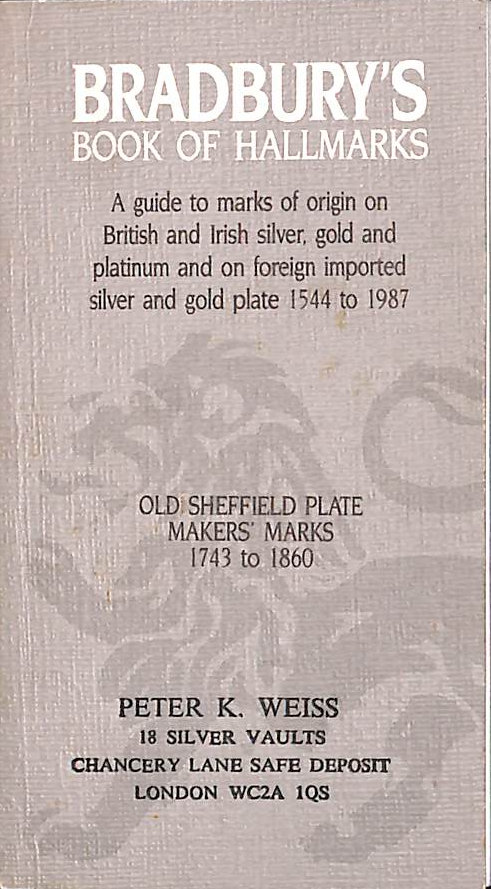 BRADBURY'S
BOOK OF HALLMARKS
A guide to marks of origin on
British and Irish silver, gold and
platinum and on foreign imported
silver and gold plate 1544 to 1987
OLD SHEFFIELD PLATE
MAKERS' MARKS
1743 to 1860
PETER K. WEISS
18 SILVER VAULTS
CHANCERY LANE SAFE DEPOSIT
LONDON WC2A 1QS